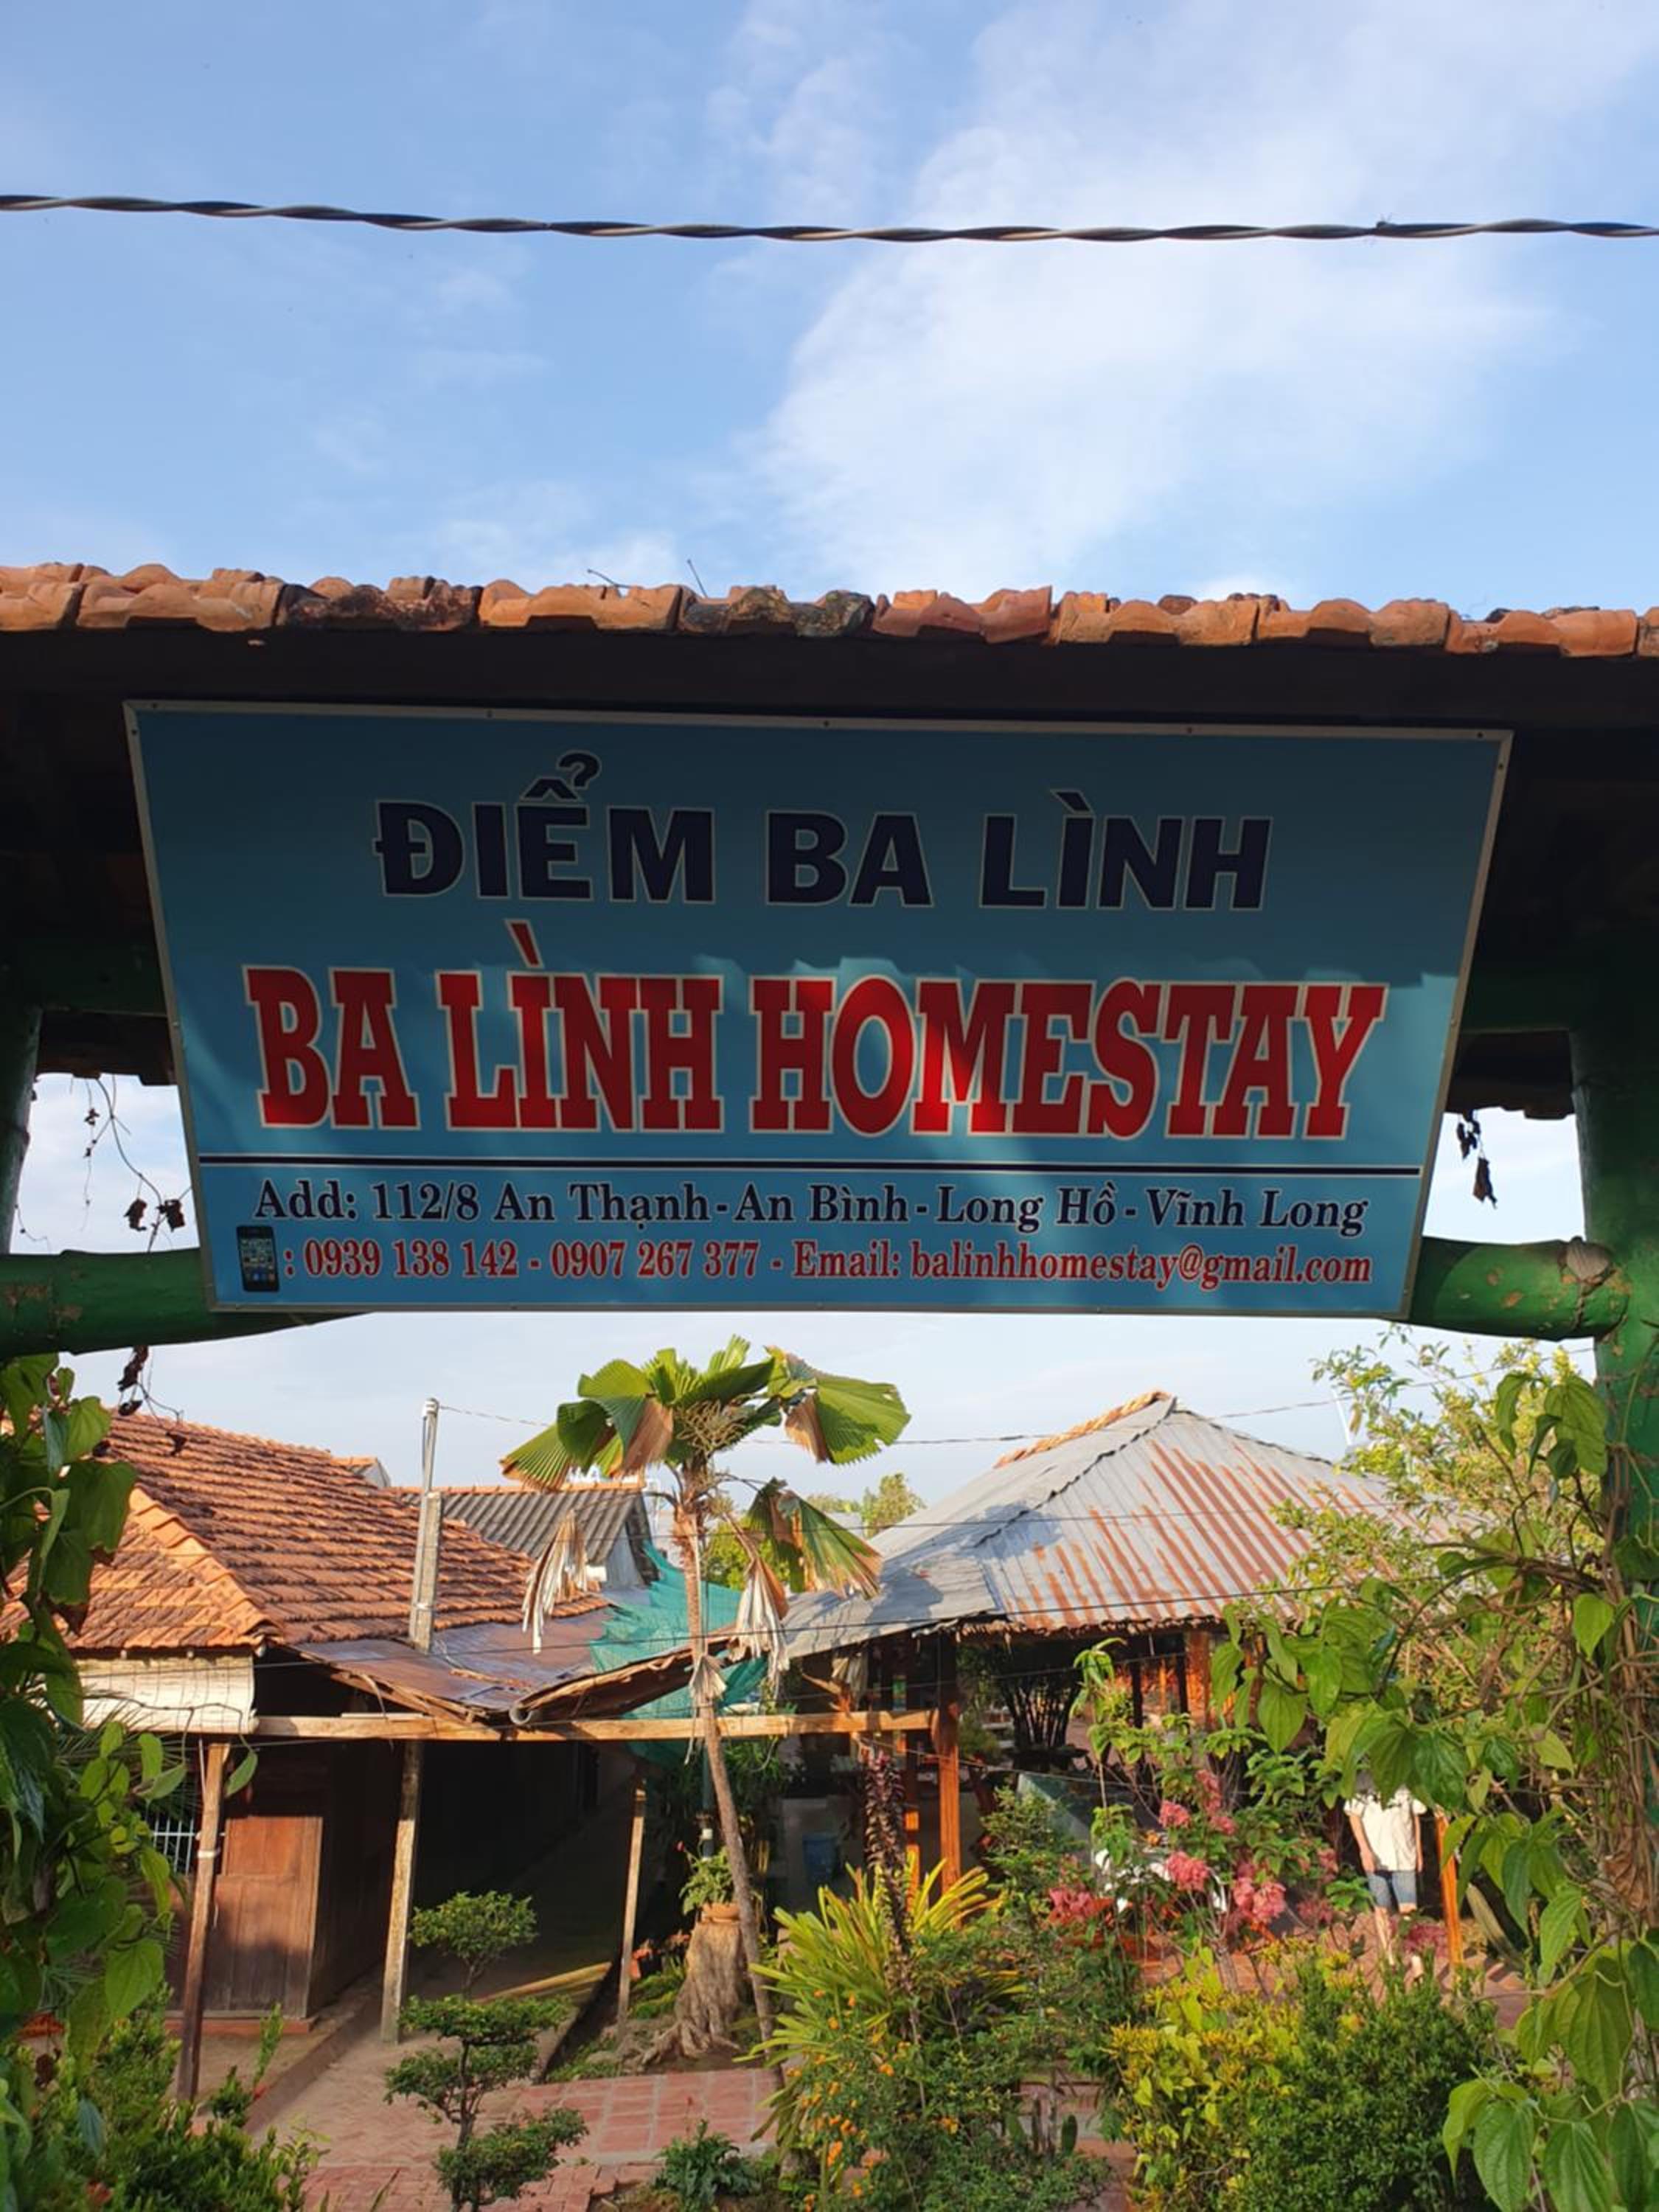 ĐIỂM BA LÌNH
BA LÌNH HOMESTAY
Add: 112/8 An Thạnh - An Bình - Long Hồ - Vĩnh Long
: 0939 138 142 - 0907 267 377 - Email: balinhhomestay@gmail.com